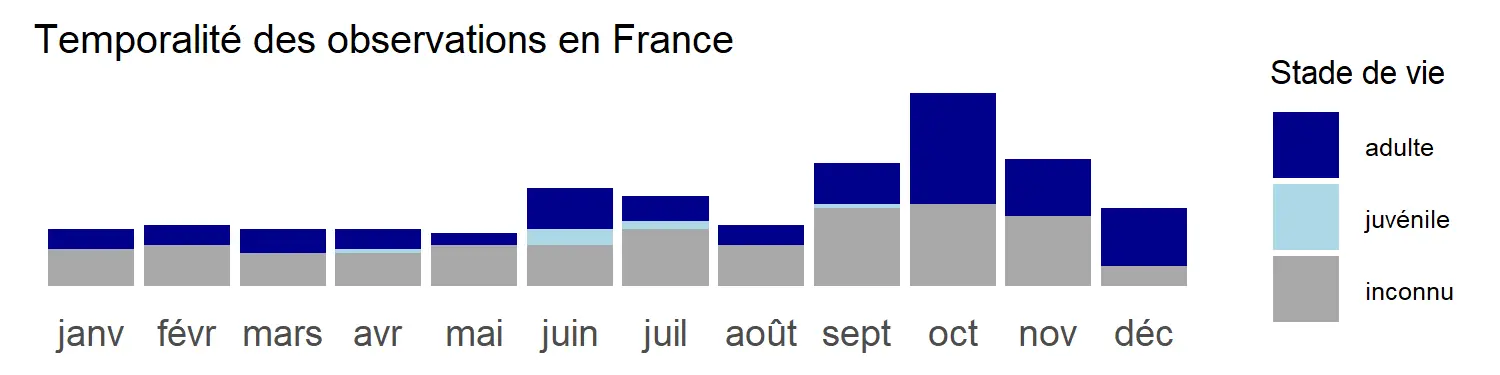 Temporalité des observations en France
Stade de vie
adulte
juvénile
inconnu
janv févr mars avr mai juin juil août sept oct nov déc